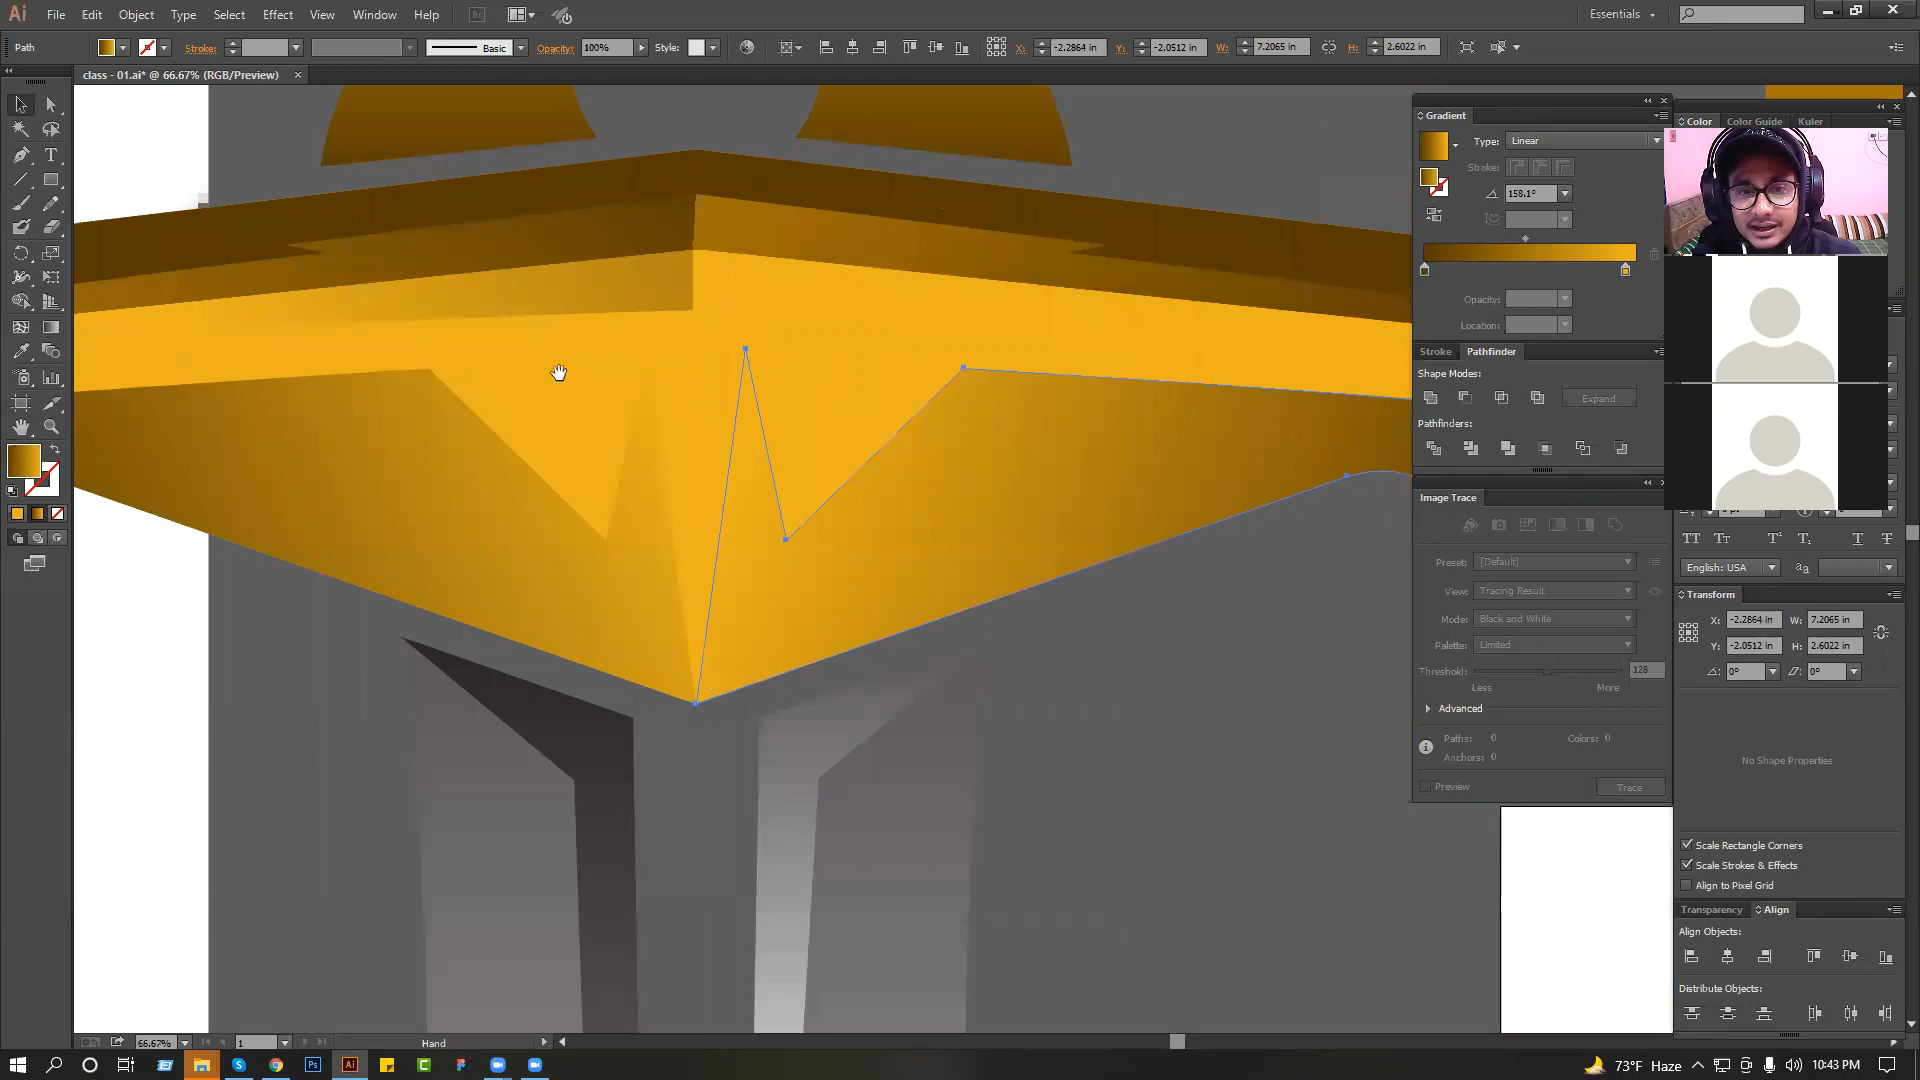 Ai File Edit Object Type Select Effect View Window Help Br Essentials
Path Stroke: Basic Opacity: 100% Style: X: -2.2864 in Y: -2.0512 in W: 7.2065 in H: 2.6022 in
class - 01.ai* @ 66.67% (RGB/Preview)
Gradient
Color Color Guide Kuler
Type: Linear
Stroke:
158.1°
Opacity:
Location:
Stroke Pathfinder
Shape Modes:
Expand
Pathfinders:
Image Trace
Preset: [Default]
View: Tracing Result
Mode: Black and White
Palette: Limited
Threshold: 128
Less More
Advanced
Paths: 0 Colors: 0
Anchors: 0
Preview Trace
English: USA
Transform
X: -2.2864 in W: 7.2065 in
Y: -2.0512 in H: 2.6022 in
0° 0°
No Shape Properties
Scale Rectangle Corners
Scale Strokes & Effects
Align to Pixel Grid
Transparency Align
Align Objects:
Distribute Objects:
66.67% 1 Hand
Ps Ai 73°F Haze 10:43 PM